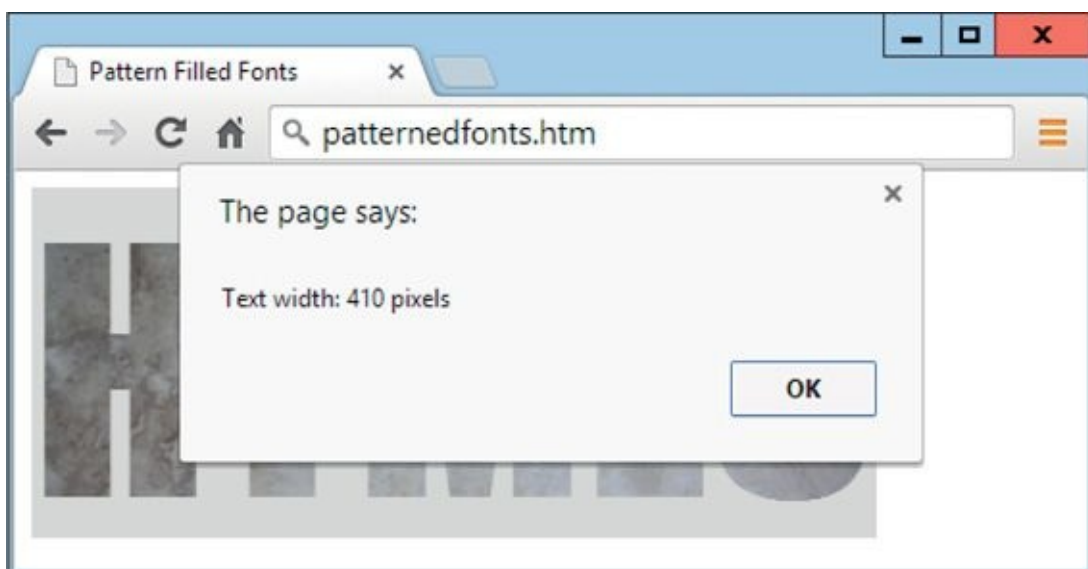 Pattern Filled Fonts
patternedfonts.htm
The page says:
Text width: 410 pixels
OK